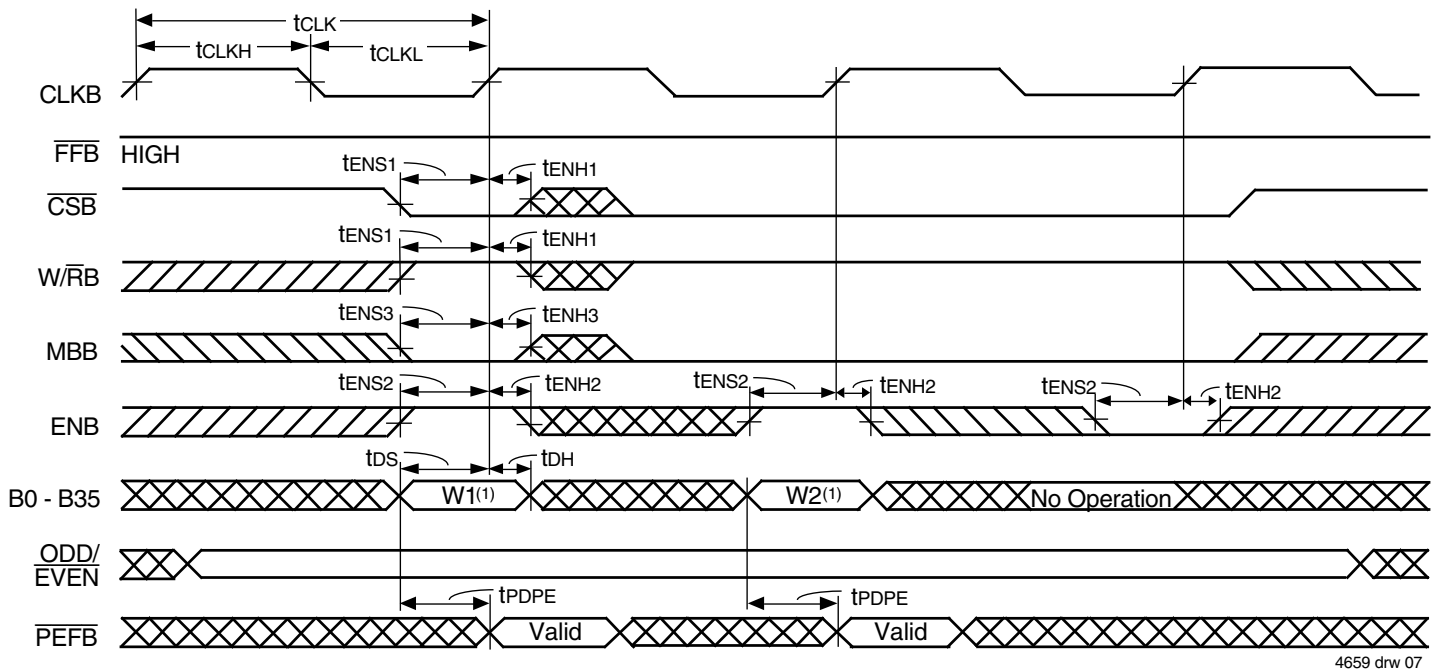 tCLK
tCLKH tCLKL
CLKB
FFB HIGH
tENS1 tENH1
CSB
tENS1 tENH1
W/RB
tENS3 tENH3
MBB
tENS2 tENH2 tENS2 tENH2 tENS2 tENH2
ENB
tDS tDH
B0 - B35 W1(1) W2(1) No Operation
ODD/
EVEN
tPDPE tPDPE
PEFB Valid Valid
4659 drw 07